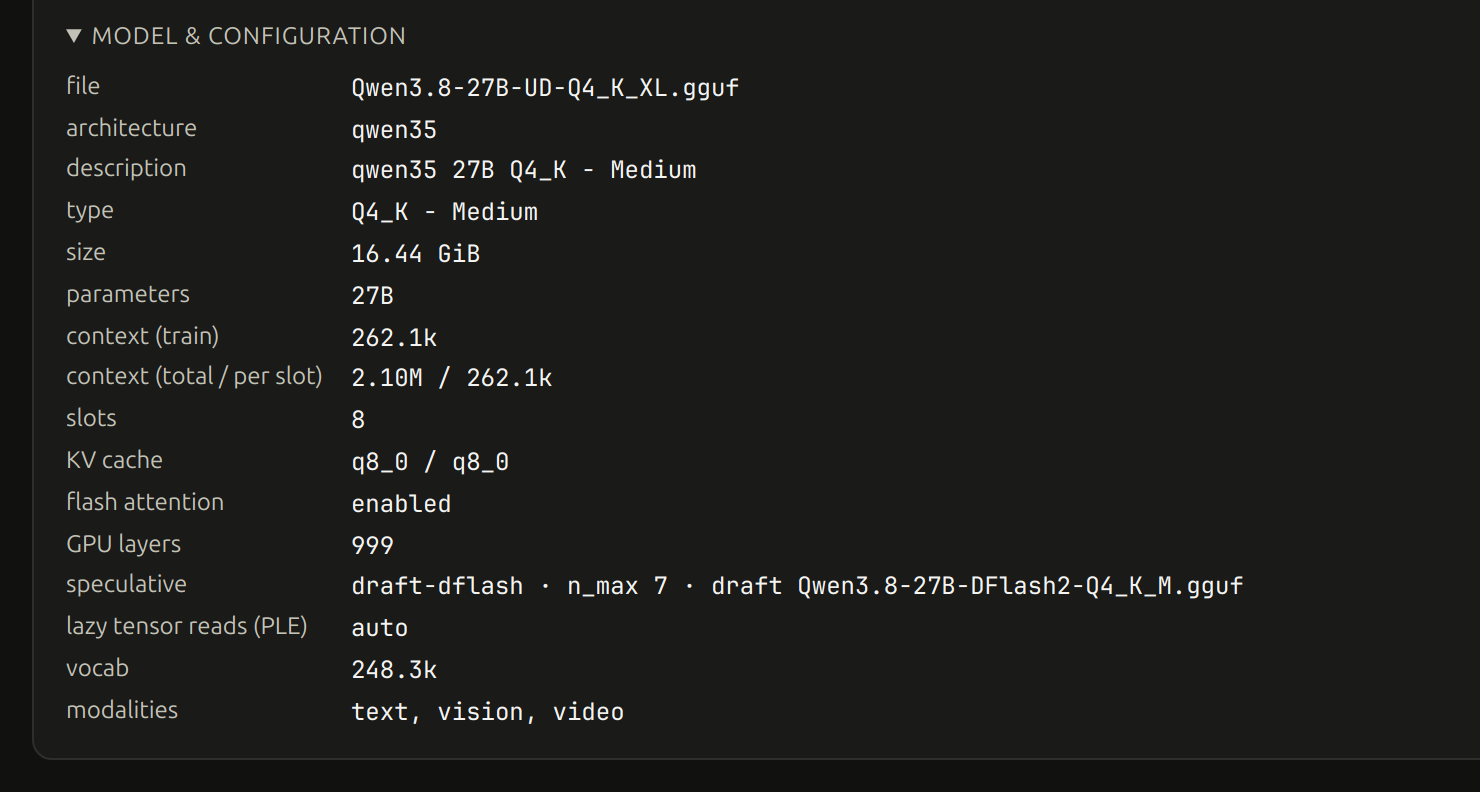 ▼ MODEL & CONFIGURATION
file Qwen3.8-27B-UD-Q4_K_XL.gguf
architecture qwen35
description qwen35 27B Q4_K - Medium
type Q4_K - Medium
size 16.44 GiB
parameters 27B
context (train) 262.1k
context (total / per slot) 2.10M / 262.1k
slots 8
KV cache q8_0 / q8_0
flash attention enabled
GPU layers 999
speculative draft-dflash · n_max 7 · draft Qwen3.8-27B-DFlash2-Q4_K_M.gguf
lazy tensor reads (PLE) auto
vocab 248.3k
modalities text, vision, video